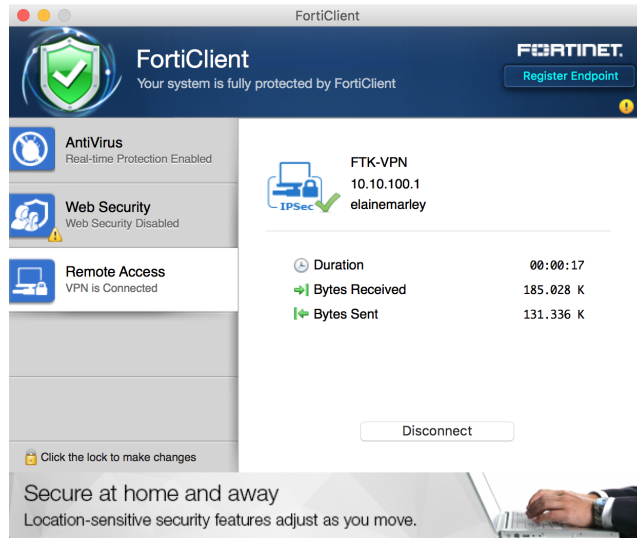 FortiClient
FortiClient
Your system is fully protected by FortiClient
FORTINET.
Register Endpoint
AntiVirus
Real-time Protection Enabled
Web Security
Web Security Disabled
Remote Access
VPN is Connected
Click the lock to make changes
FTK-VPN
10.10.100.1
elainemarley
IPSec
Duration 00:00:17
Bytes Received 185.028 K
Bytes Sent 131.336 K
Disconnect
Secure at home and away
Location-sensitive security features adjust as you move.